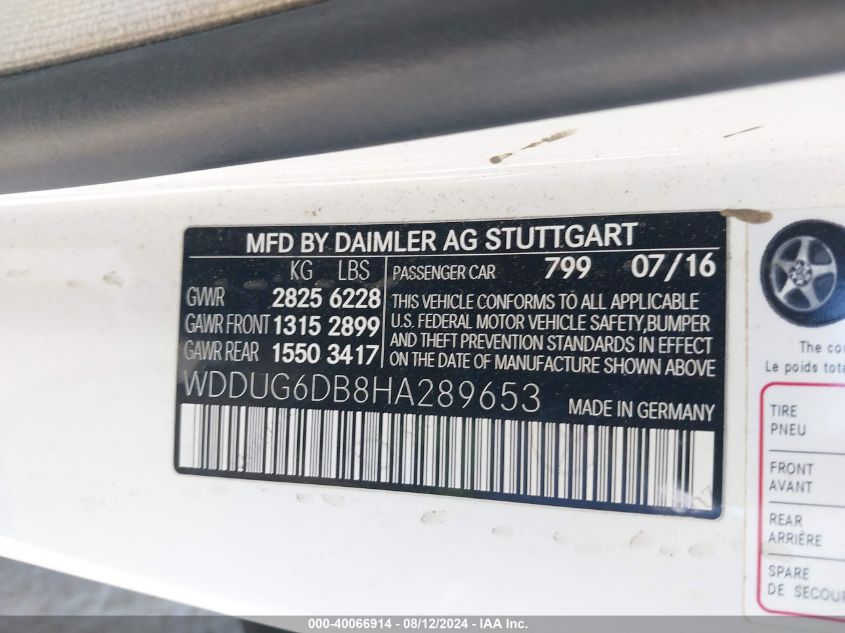 MFD BY DAIMLER AG STUTTGART
KG LBS PASSENGER CAR 799 07/16
GVWR 2825 6228 THIS VEHICLE CONFORMS TO ALL APPLICABLE
GAWR FRONT 1315 2899 U.S. FEDERAL MOTOR VEHICLE SAFETY,BUMPER
GAWR REAR 1550 3417 AND THEFT PREVENTION STANDARDS IN EFFECT
ON THE DATE OF MANUFACTURE SHOWN ABOVE
WDDUG6DB8HA289653 MADE IN GERMANY
The
Le poids
TIRE
PNEU
FRONT
AVANT
REAR
ARRIÈRE
SPARE
DE
000-40066914 - 08/12/2024 - IAA Inc.